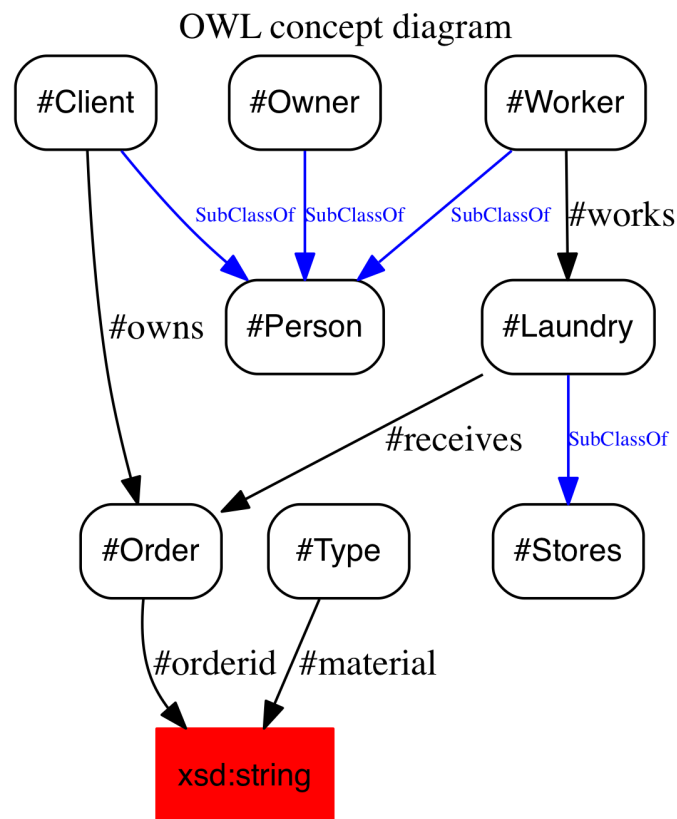 OWL concept diagram
#Client
#Owner
#Worker
SubClassOf
SubClassOf
SubClassOf
#works
#owns
#Person
#Laundry
#receives
SubClassOf
#Order
#Type
#Stores
#orderid
#material
xsd:string